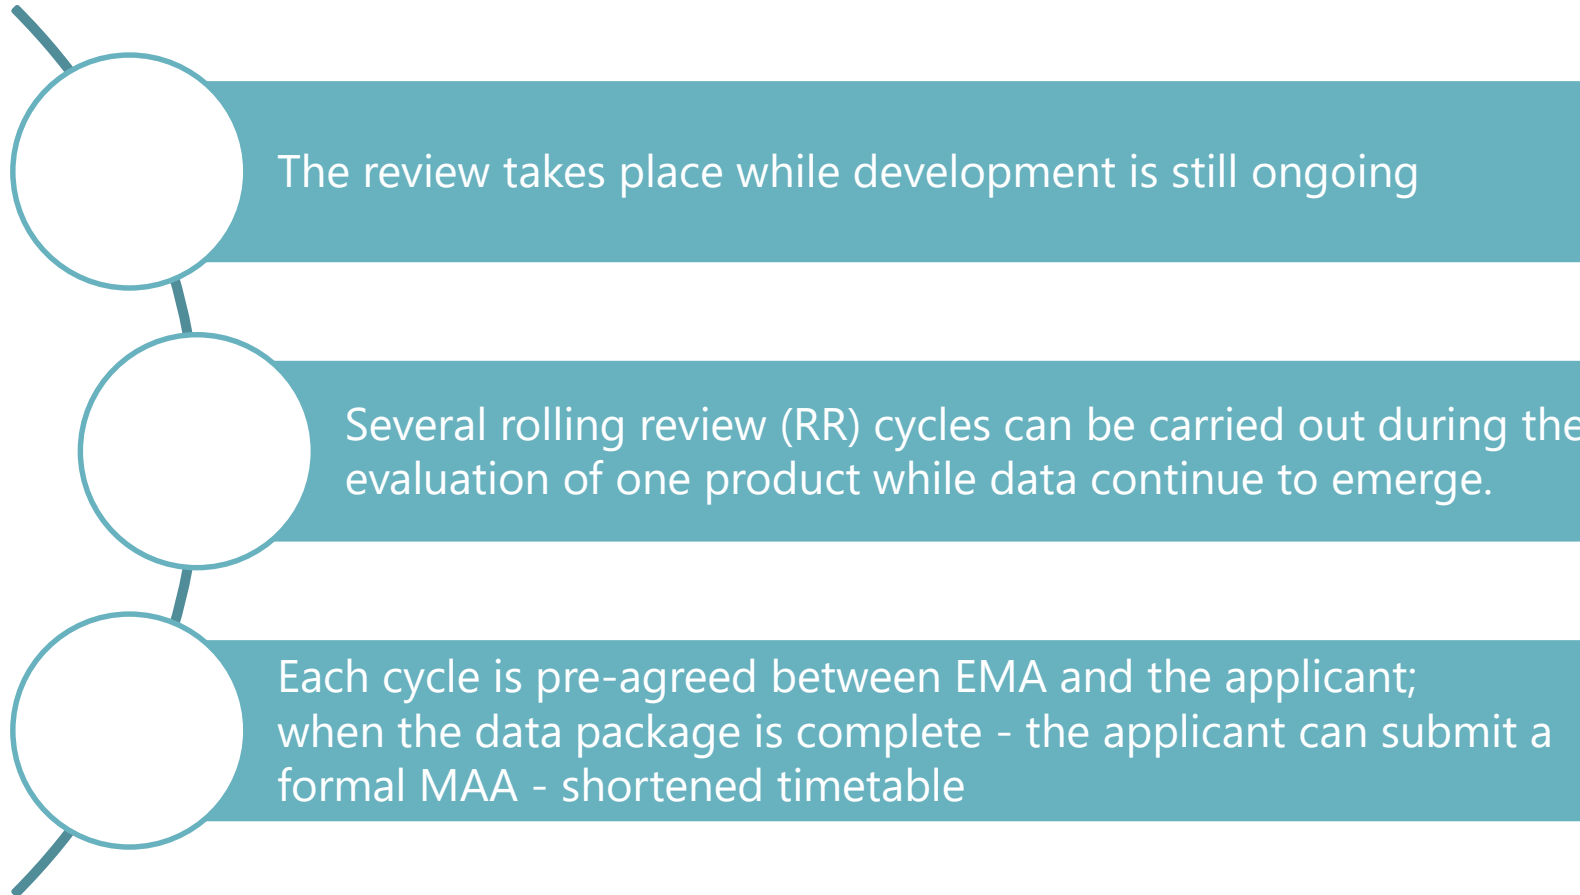 The review takes place while development is still ongoing
Several rolling review (RR) cycles can be carried out during the
evaluation of one product while data continue to emerge.
Each cycle is pre-agreed between EMA and the applicant;
when the data package is complete - the applicant can submit a
formal MAA - shortened timetable